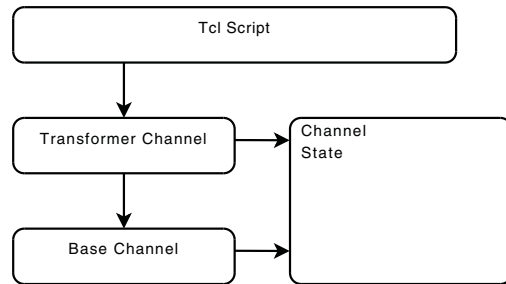 Tcl Script
Transformer Channel
Channel
State
Base Channel